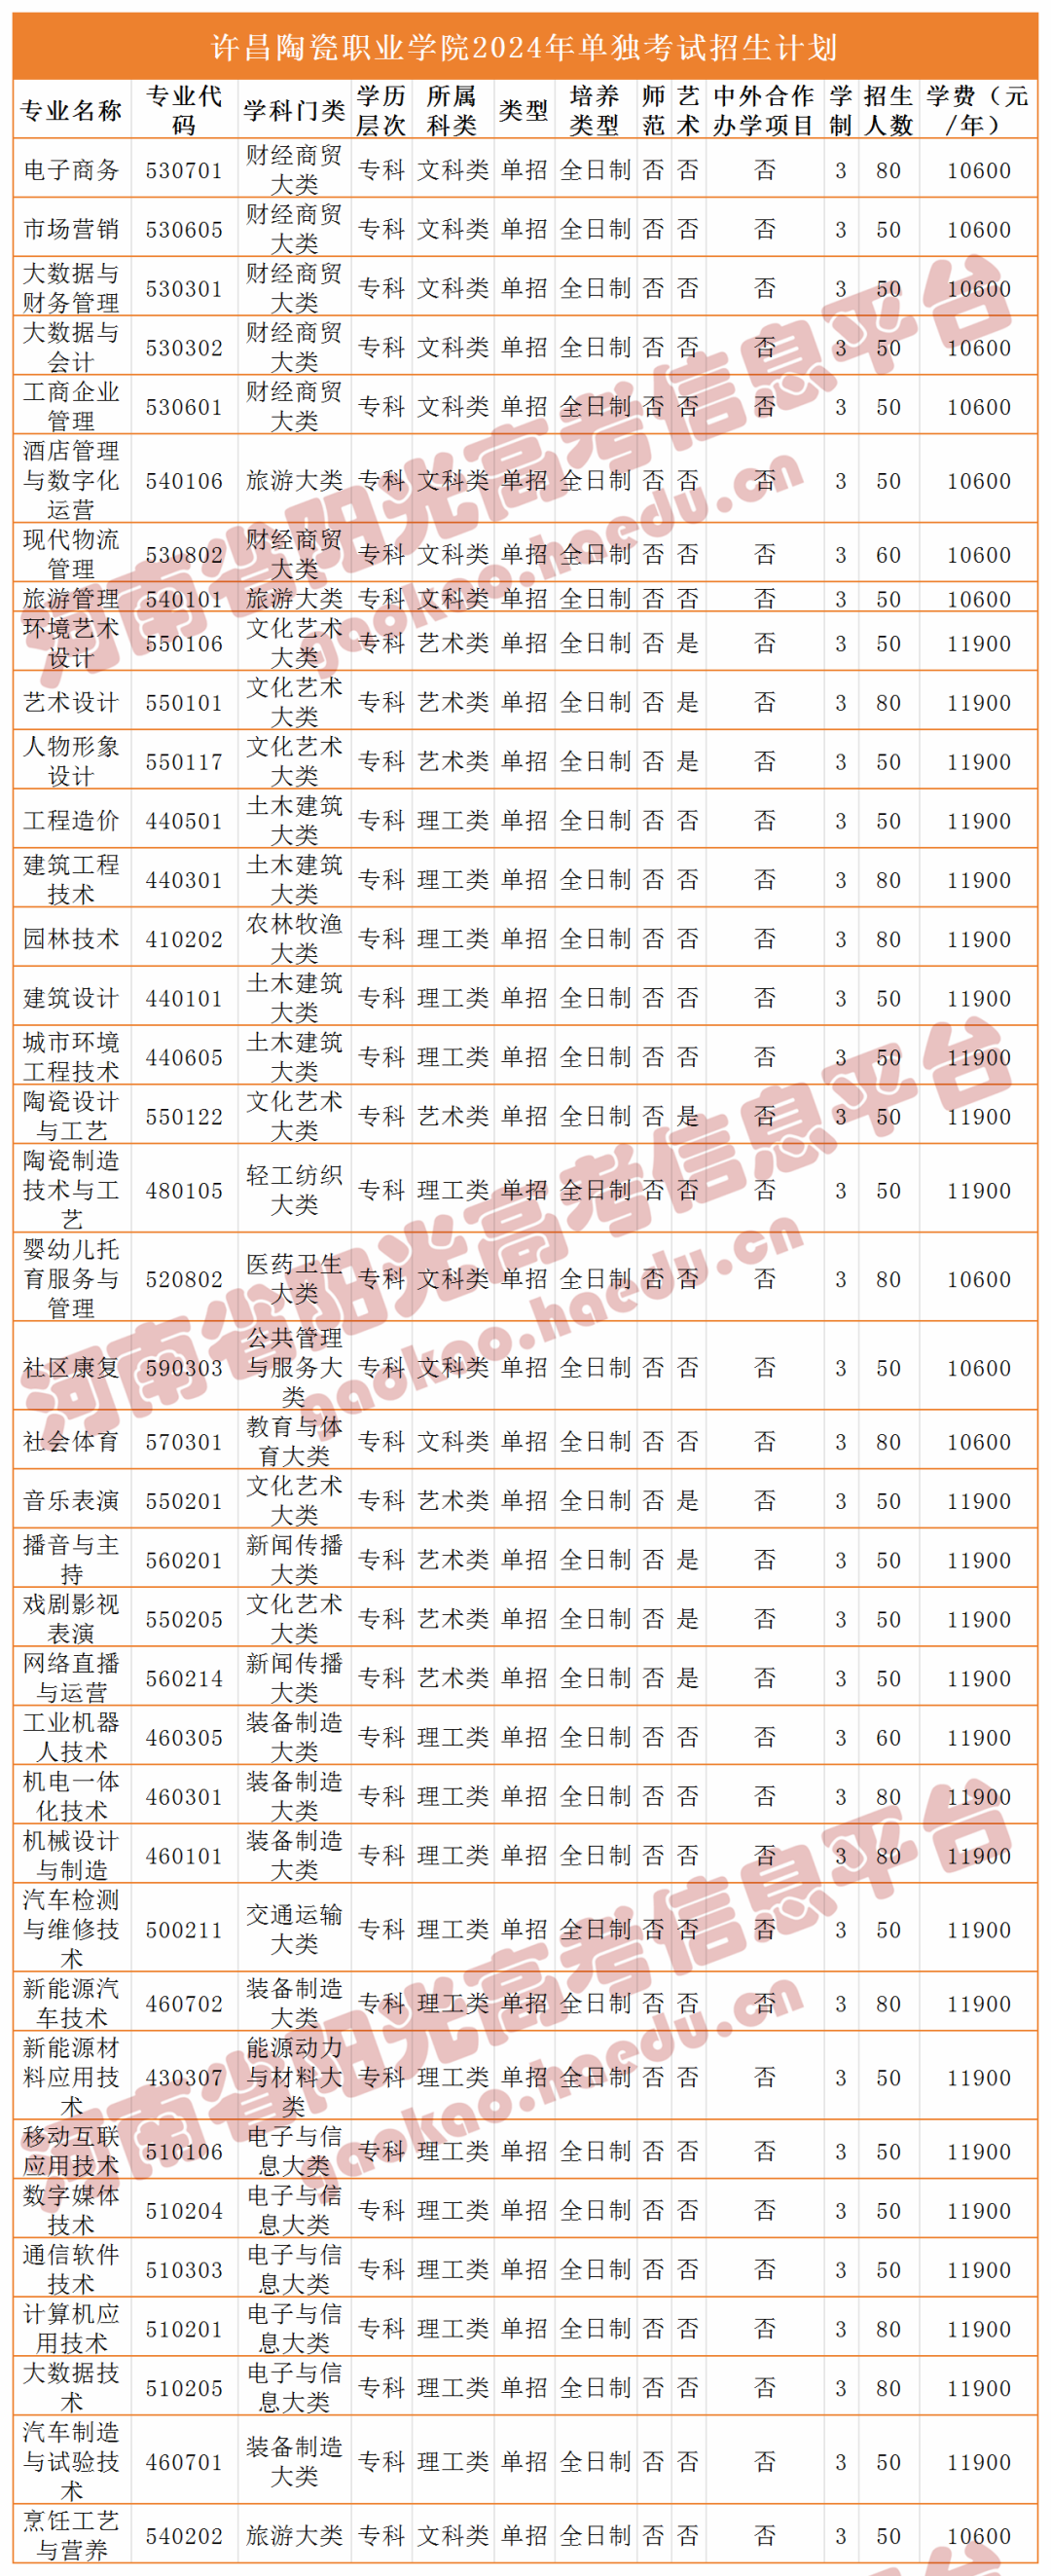 许昌陶瓷职业学院2024年单独考试招生计划
专业名称 专业代码 学科门类 学历层次 所属科类 类型 培养类型 师范 艺术 中外合作办学项目 学制 招生人数 学费（元/年）
电子商务 530701 财经商贸大类 专科 文科类 单招 全日制 否 否 否 3 80 10600
市场营销 530605 财经商贸大类 专科 文科类 单招 全日制 否 否 否 3 50 10600
大数据与财务管理 530301 财经商贸大类 专科 文科类 单招 全日制 否 否 否 3 50 10600
大数据与会计 530302 财经商贸大类 专科 文科类 单招 全日制 否 否 否 3 50 10600
工商企业管理 530601 财经商贸大类 专科 文科类 单招 全日制 否 否 否 3 50 10600
酒店管理与数字化运营 540106 旅游大类 专科 文科类 单招 全日制 否 否 否 3 50 10600
现代物流管理 530802 财经商贸大类 专科 文科类 单招 全日制 否 否 否 3 60 10600
旅游管理 540101 旅游大类 专科 文科类 单招 全日制 否 否 否 3 50 10600
环境艺术设计 550106 文化艺术大类 专科 艺术类 单招 全日制 否 是 否 3 50 11900
艺术设计 550101 文化艺术大类 专科 艺术类 单招 全日制 否 是 否 3 80 11900
人物形象设计 550117 文化艺术大类 专科 艺术类 单招 全日制 否 是 否 3 50 11900
工程造价 440501 土木建筑大类 专科 理工类 单招 全日制 否 否 否 3 50 11900
建筑工程技术 440301 土木建筑大类 专科 理工类 单招 全日制 否 否 否 3 80 11900
园林技术 410202 农林牧渔大类 专科 理工类 单招 全日制 否 否 否 3 80 11900
建筑设计 440101 土木建筑大类 专科 理工类 单招 全日制 否 否 否 3 50 11900
城市环境工程技术 440605 土木建筑大类 专科 理工类 单招 全日制 否 否 否 3 50 11900
陶瓷设计与工艺 550122 文化艺术大类 专科 艺术类 单招 全日制 否 是 否 3 50 11900
陶瓷制造技术与工艺 480105 轻工纺织大类 专科 理工类 单招 全日制 否 否 否 3 50 11900
婴幼儿托育服务与管理 520802 医药卫生大类 专科 文科类 单招 全日制 否 否 否 3 80 10600
社区康复 590303 公共管理与服务大类 专科 文科类 单招 全日制 否 否 否 3 50 10600
社会体育 570301 教育与体育大类 专科 文科类 单招 全日制 否 否 否 3 80 10600
音乐表演 550201 文化艺术大类 专科 艺术类 单招 全日制 否 是 否 3 50 11900
播音与主持 560201 新闻传播大类 专科 艺术类 单招 全日制 否 是 否 3 50 11900
戏剧影视表演 550205 文化艺术大类 专科 艺术类 单招 全日制 否 是 否 3 50 11900
网络直播与运营 560214 新闻传播大类 专科 艺术类 单招 全日制 否 是 否 3 50 11900
工业机器人技术 460305 装备制造大类 专科 理工类 单招 全日制 否 否 否 3 60 11900
机电一体化技术 460301 装备制造大类 专科 理工类 单招 全日制 否 否 否 3 80 11900
机械设计与制造 460101 装备制造大类 专科 理工类 单招 全日制 否 否 否 3 80 11900
汽车检测与维修技术 500211 交通运输大类 专科 理工类 单招 全日制 否 否 否 3 50 11900
新能源汽车技术 460702 装备制造大类 专科 理工类 单招 全日制 否 否 否 3 80 11900
新能源材料应用技术 430307 能源动力与材料大类 专科 理工类 单招 全日制 否 否 否 3 50 11900
移动互联应用技术 510106 电子与信息大类 专科 理工类 单招 全日制 否 否 否 3 50 11900
数字媒体技术 510204 电子与信息大类 专科 理工类 单招 全日制 否 否 否 3 50 11900
通信软件技术 510303 电子与信息大类 专科 理工类 单招 全日制 否 否 否 3 50 11900
计算机应用技术 510201 电子与信息大类 专科 理工类 单招 全日制 否 否 否 3 80 11900
大数据技术 510205 电子与信息大类 专科 理工类 单招 全日制 否 否 否 3 80 11900
汽车制造与试验技术 460701 装备制造大类 专科 理工类 单招 全日制 否 否 否 3 50 11900
烹饪工艺与营养 540202 旅游大类 专科 文科类 单招 全日制 否 否 否 3 50 10600
河南省阳光高考信息平台
gaokao.haedu.cn
河南省阳光高考信息平台
gaokao.haedu.cn
河南省阳光高考信息平台
gaokao.haedu.cn